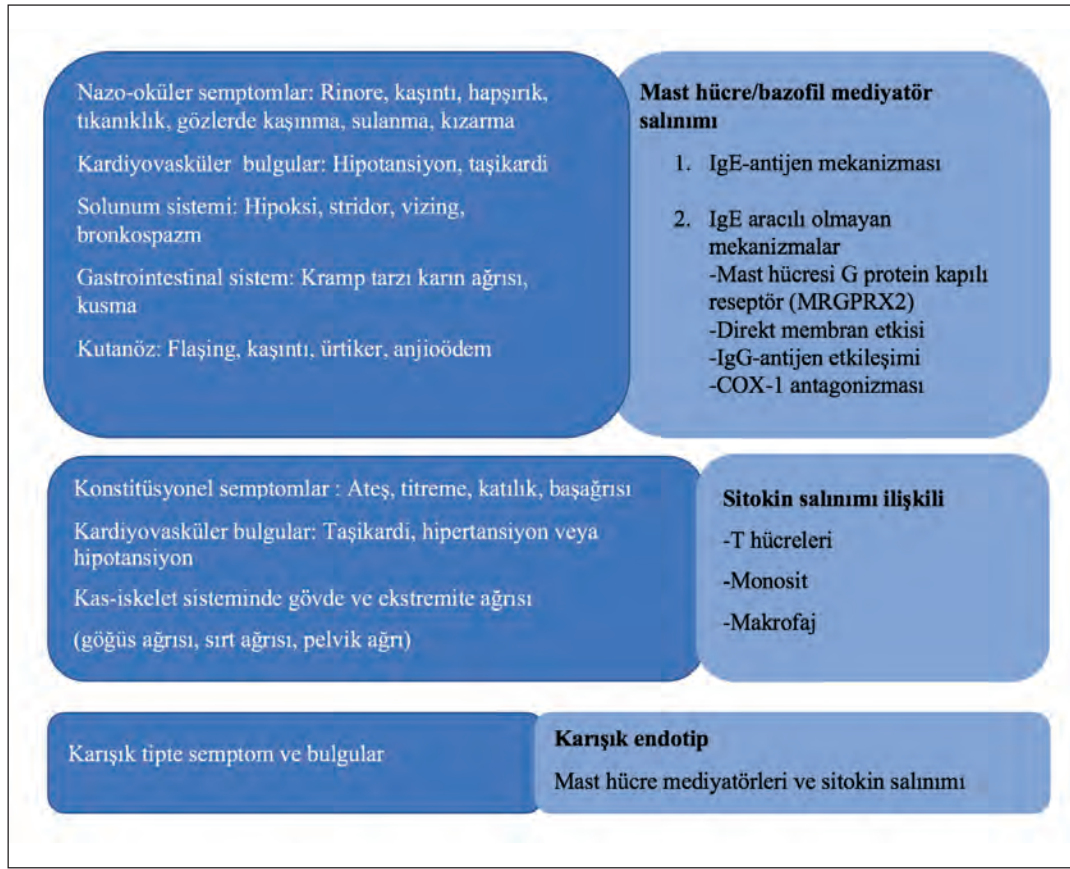 Nazo-oküler semptomlar: Rinore, kaşıntı, hapşırık,
tıkanıklık, gözlerde kaşınma, sulanma, kızarma
Kardiyovasküler bulgular: Hipotansiyon, taşikardi
Solunum sistemi: Hipoksi, stridor, vizing,
bronkospazm
Gastrointestinal sistem: Kramp tarzı karın ağrısı,
kusma
Kutanöz: Flaşing, kaşıntı, ürtiker, anjioödem
Mast hücre/bazofil mediyatör
salınımı
1. IgE-antijen mekanizması
2. IgE aracılı olmayan
mekanizmalar
-Mast hücresi G protein kapılı
reseptör (MRGPRX2)
-Direkt membran etkisi
-IgG-antijen etkileşimi
-COX-1 antagonizması
Konstitüsyonel semptomlar : Ateş, titreme, katılık, başağrısı
Kardiyovasküler bulgular: Taşikardi, hipertansiyon veya
hipotansiyon
Kas-iskelet sisteminde gövde ve ekstremite ağrısı
(göğüs ağrısı, sırt ağrısı, pelvik ağrı)
Sitokin salınımı ilişkili
-T hücreleri
-Monosit
-Makrofaj
Karışık tipte semptom ve bulgular
Karışık endotip
Mast hücre mediyatörleri ve sitokin salınımı